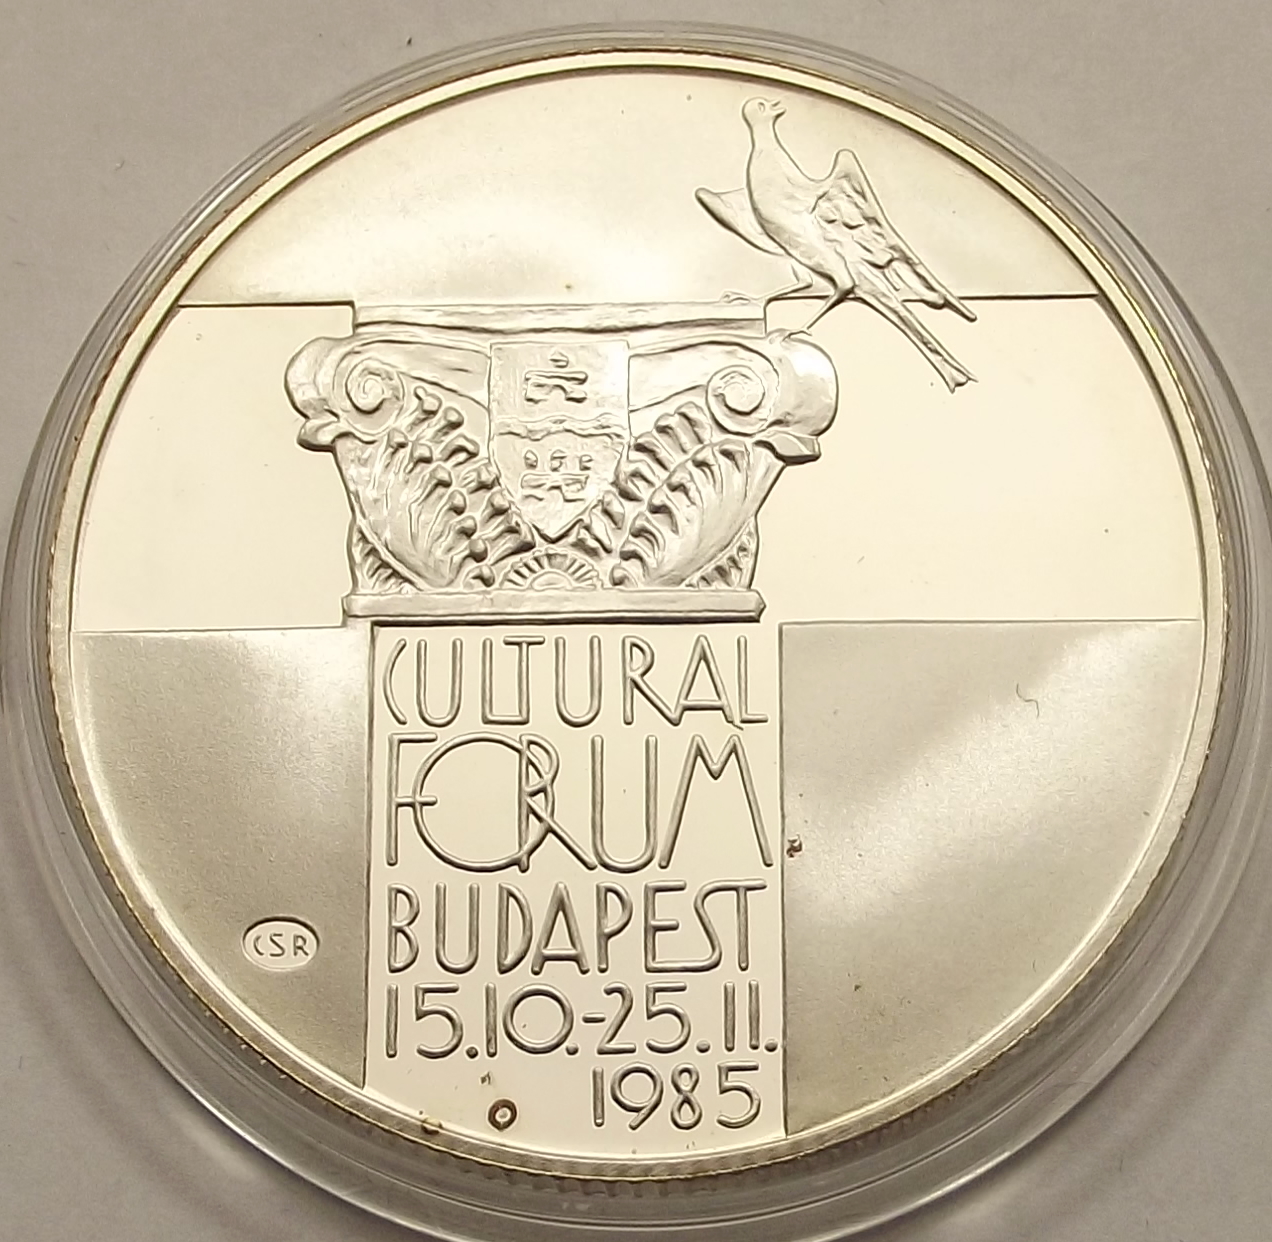 CULTURAL
FORUM
BUDAPEST
15.10.-25.11.
1985
CSR